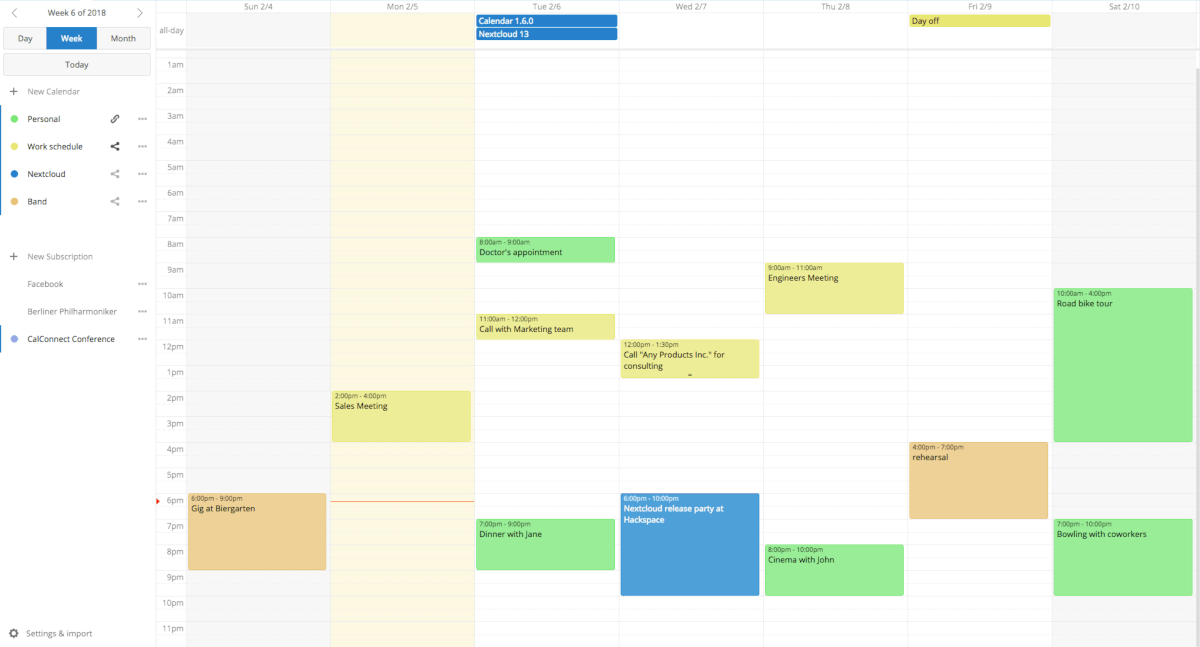 Week 6 of 2018
Day
Week
Month
Today
New Calendar
Personal
Work schedule
Nextcloud
Band
New Subscription
Facebook
Berliner Philharmoniker
CalConnect Conference
Settings & import
Sun 2/4
Mon 2/5
Tue 2/6
Wed 2/7
Thu 2/8
Fri 2/9
Sat 2/10
all-day
Calendar 1.6.0
Nextcloud 13
Day off
1am
2am
3am
4am
5am
6am
7am
8am
9am
10am
11am
12pm
1pm
2pm
3pm
4pm
5pm
6pm
7pm
8pm
9pm
10pm
11pm
6:00pm - 9:00pm
Gig at Biergarten
2:00pm - 4:00pm
Sales Meeting
8:00am - 9:00am
Doctor's appointment
11:00am - 12:00pm
Call with Marketing team
7:00pm - 9:00pm
Dinner with Jane
12:00pm - 1:30pm
Call "Any Products Inc." for
consulting
6:00pm - 10:00pm
Nextcloud release party at
Hackspace
9:00am - 11:00am
Engineers Meeting
8:00pm - 10:00pm
Cinema with John
4:00pm - 7:00pm
rehearsal
10:00am - 4:00pm
Road bike tour
7:00pm - 10:00pm
Bowling with coworkers